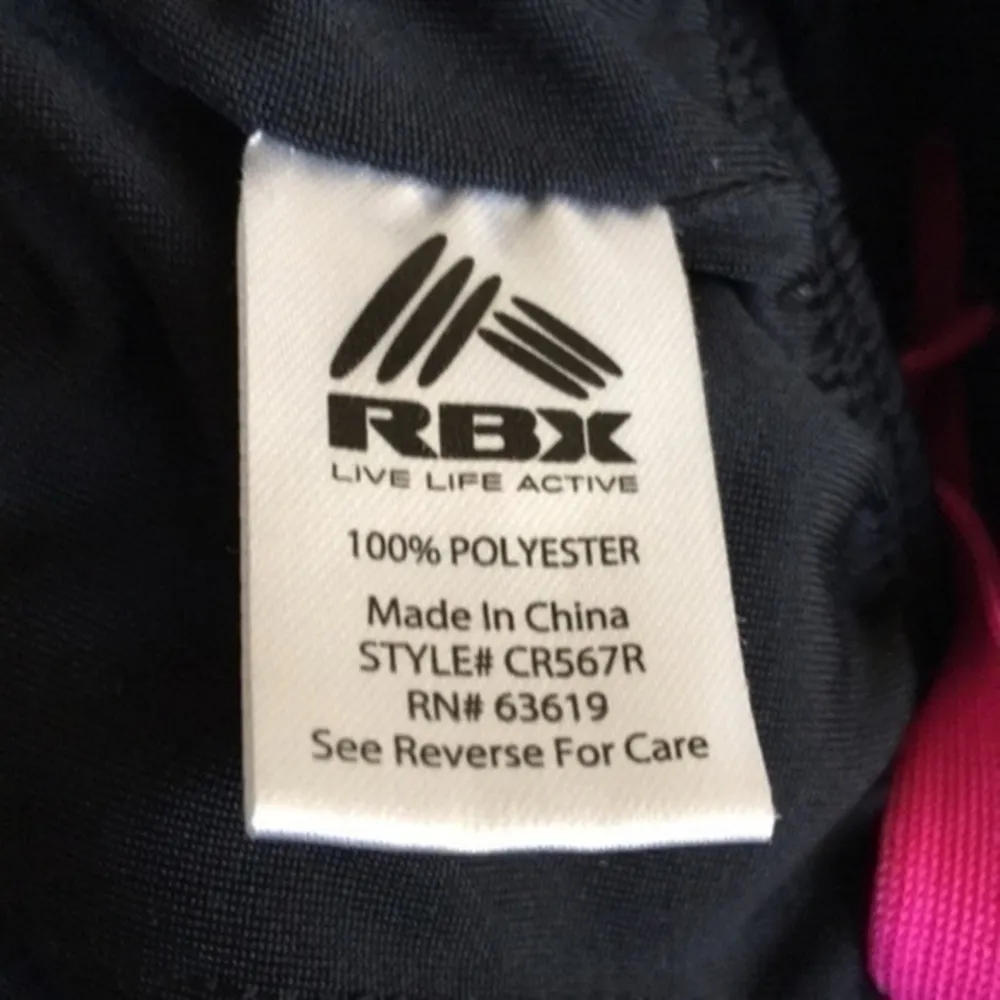 RBX
LIVE LIFE ACTIVE
100% POLYESTER
Made In China
STYLE# CR567R
RN# 63619
See Reverse For Care